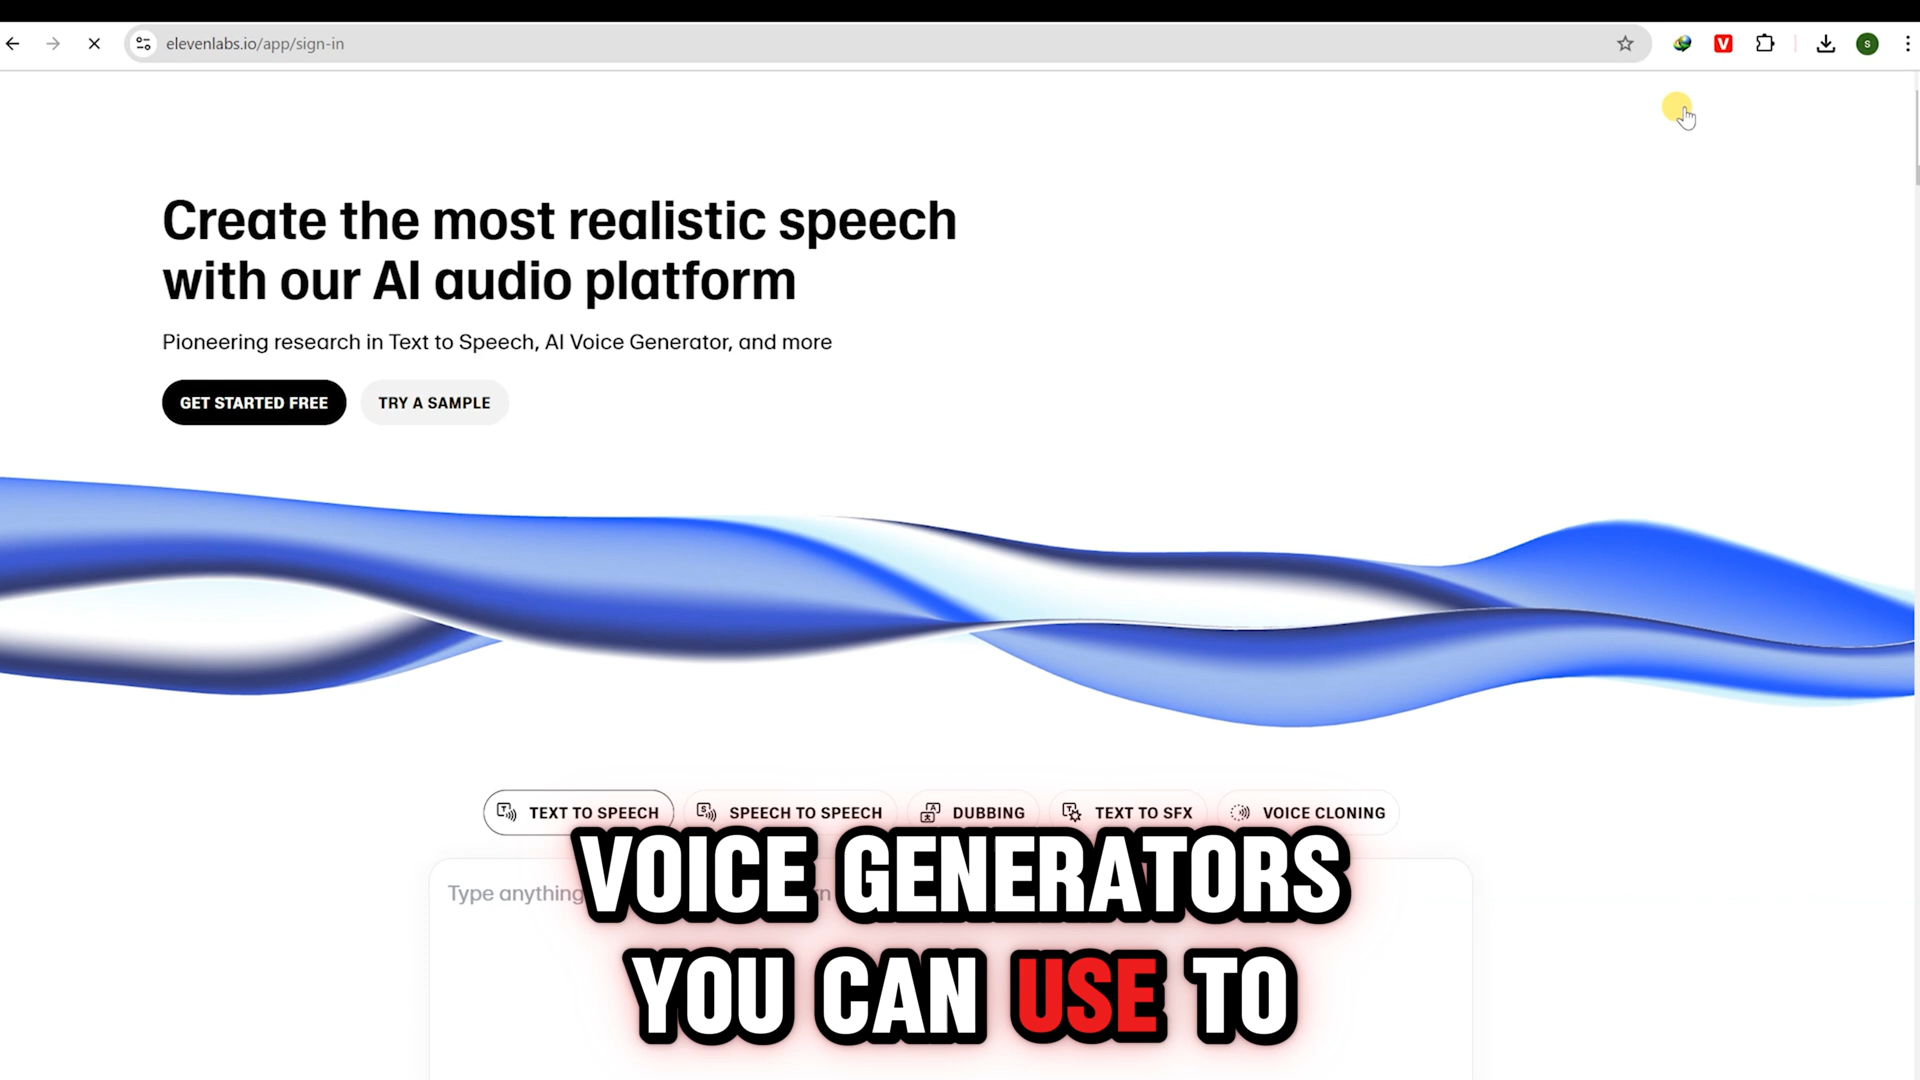 elevenlabs.io/app/sign-in
V
S
Create the most realistic speech
with our AI audio platform
Pioneering research in Text to Speech, AI Voice Generator, and more
GET STARTED FREE
TRY A SAMPLE
TEXT TO SPEECH
SPEECH TO SPEECH
DUBBING
TEXT TO SFX
VOICE CLONING
Type anything
VOICE GENERATORS
YOU CAN USE TO